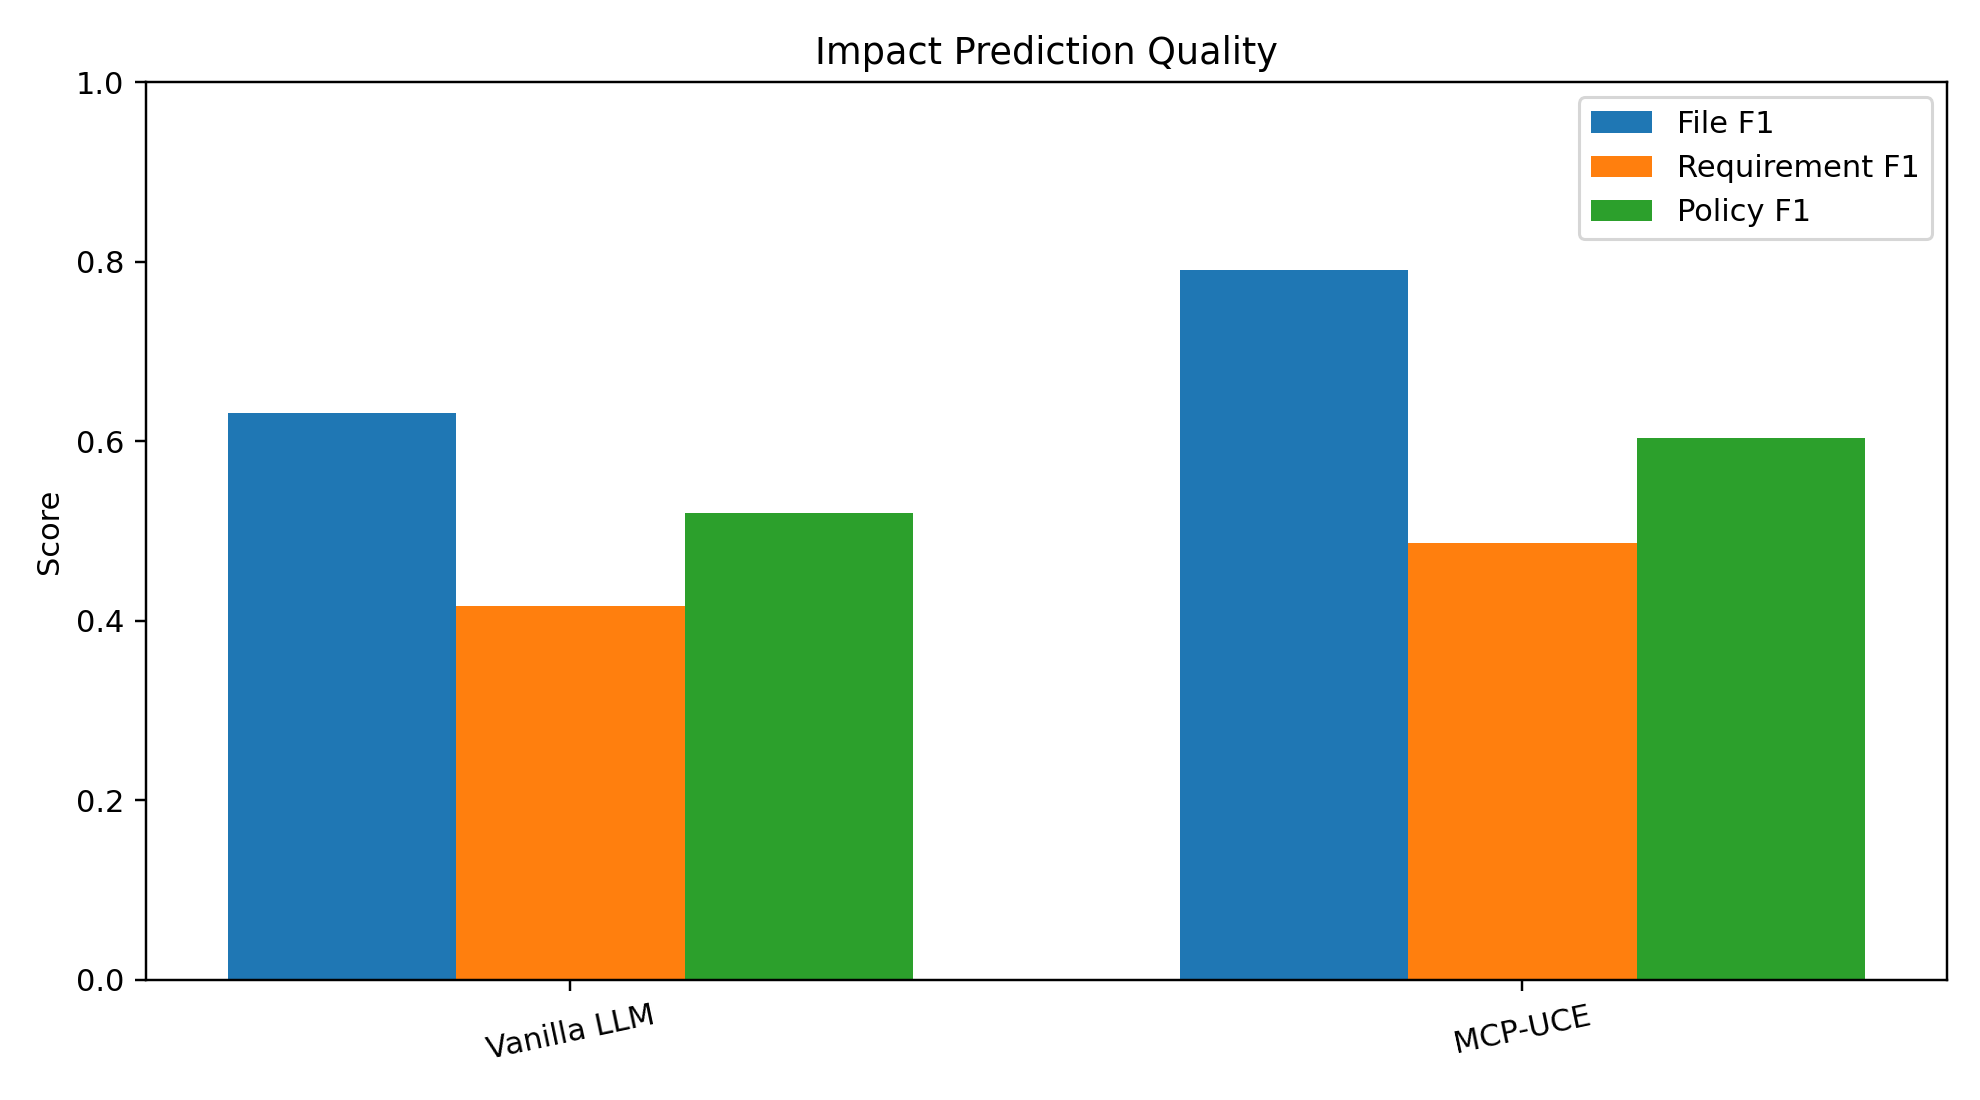 Impact Prediction Quality
1.0
0.8
0.6
0.4
0.2
0.0
Score
File F1
Requirement F1
Policy F1
Vanilla LLM
MCP-UCE